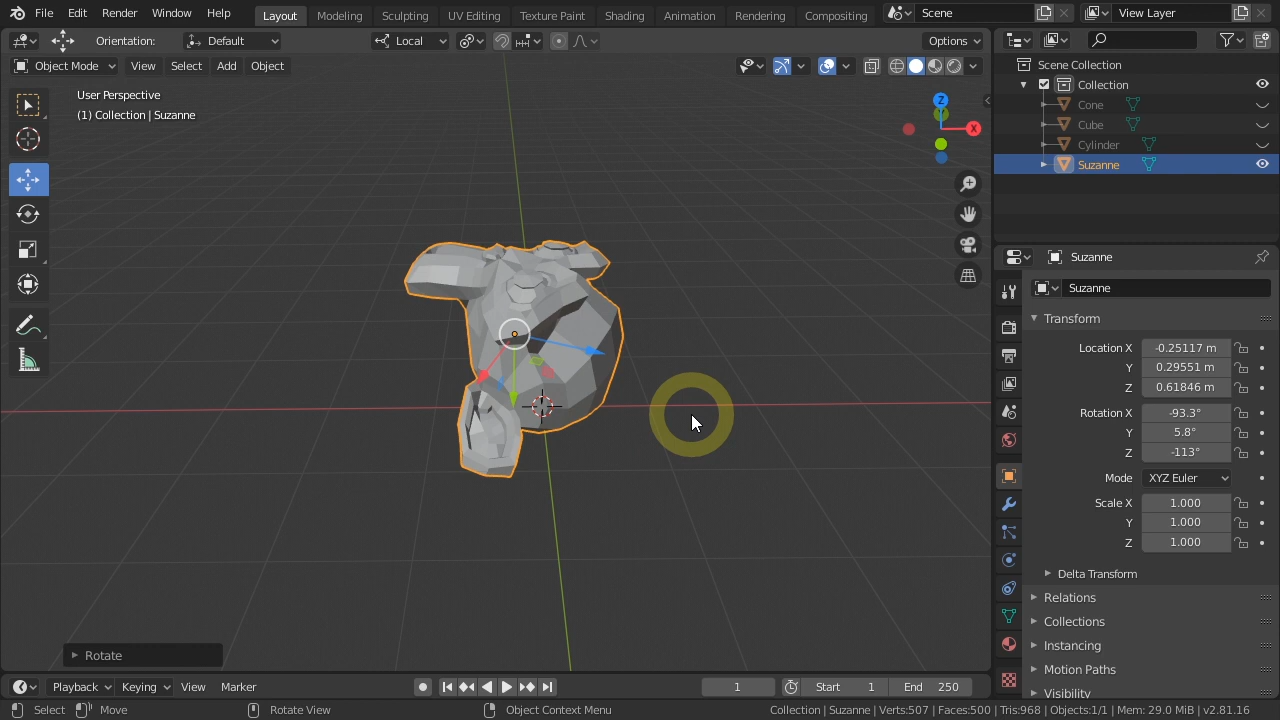 File Edit Render Window Help Layout Modeling Sculpting UV Editing Texture Paint Shading Animation Rendering Compositing Scene View Layer
Orientation: Default Local Options
Object Mode View Select Add Object
User Perspective
(1) Collection | Suzanne
Z
X
Rotate
Scene Collection
Collection
Cone
Cube
Cylinder
Suzanne
Suzanne
Suzanne
Transform
Location X -0.25117 m
Y 0.29551 m
Z 0.61846 m
Rotation X -93.3°
Y 5.8°
Z -113°
Mode XYZ Euler
Scale X 1.000
Y 1.000
Z 1.000
Delta Transform
Relations
Collections
Instancing
Motion Paths
Visibility
Playback Keying View Marker 1 Start 1 End 250
Select Move Rotate View Object Context Menu Collection | Suzanne | Verts:507 | Faces:500 | Tris:968 | Objects:1/1 | Mem: 29.0 MiB | v2.81.16